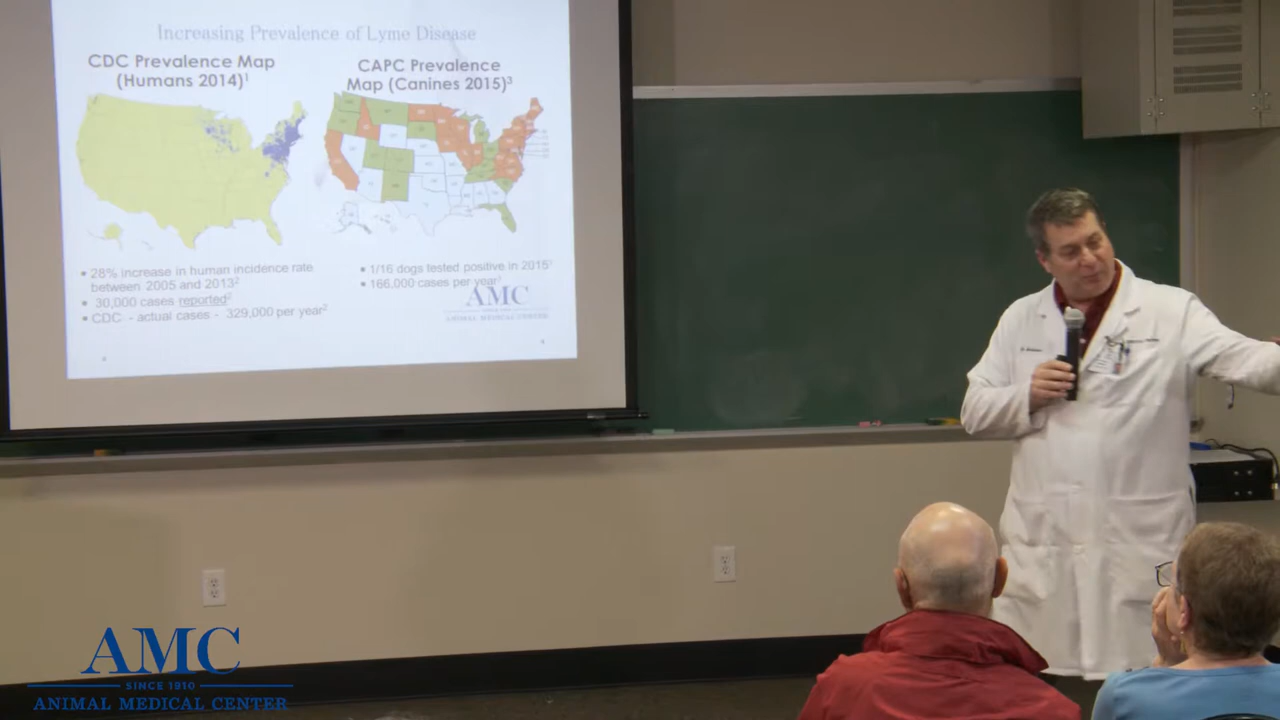 Increasing Prevalence of Lyme Disease
CDC Prevalence Map
(Humans 2014)¹
CAPC Prevalence
Map (Canines 2015)³
• 28% increase in human incidence rate
between 2005 and 2013²
• 30,000 cases reported²
• CDC - actual cases - 329,000 per year²
• 1/16 dogs tested positive in 2015³
• 166,000 cases per year³
AMC
ANIMAL MEDICAL CENTER
AMC
SINCE 1910
ANIMAL MEDICAL CENTER